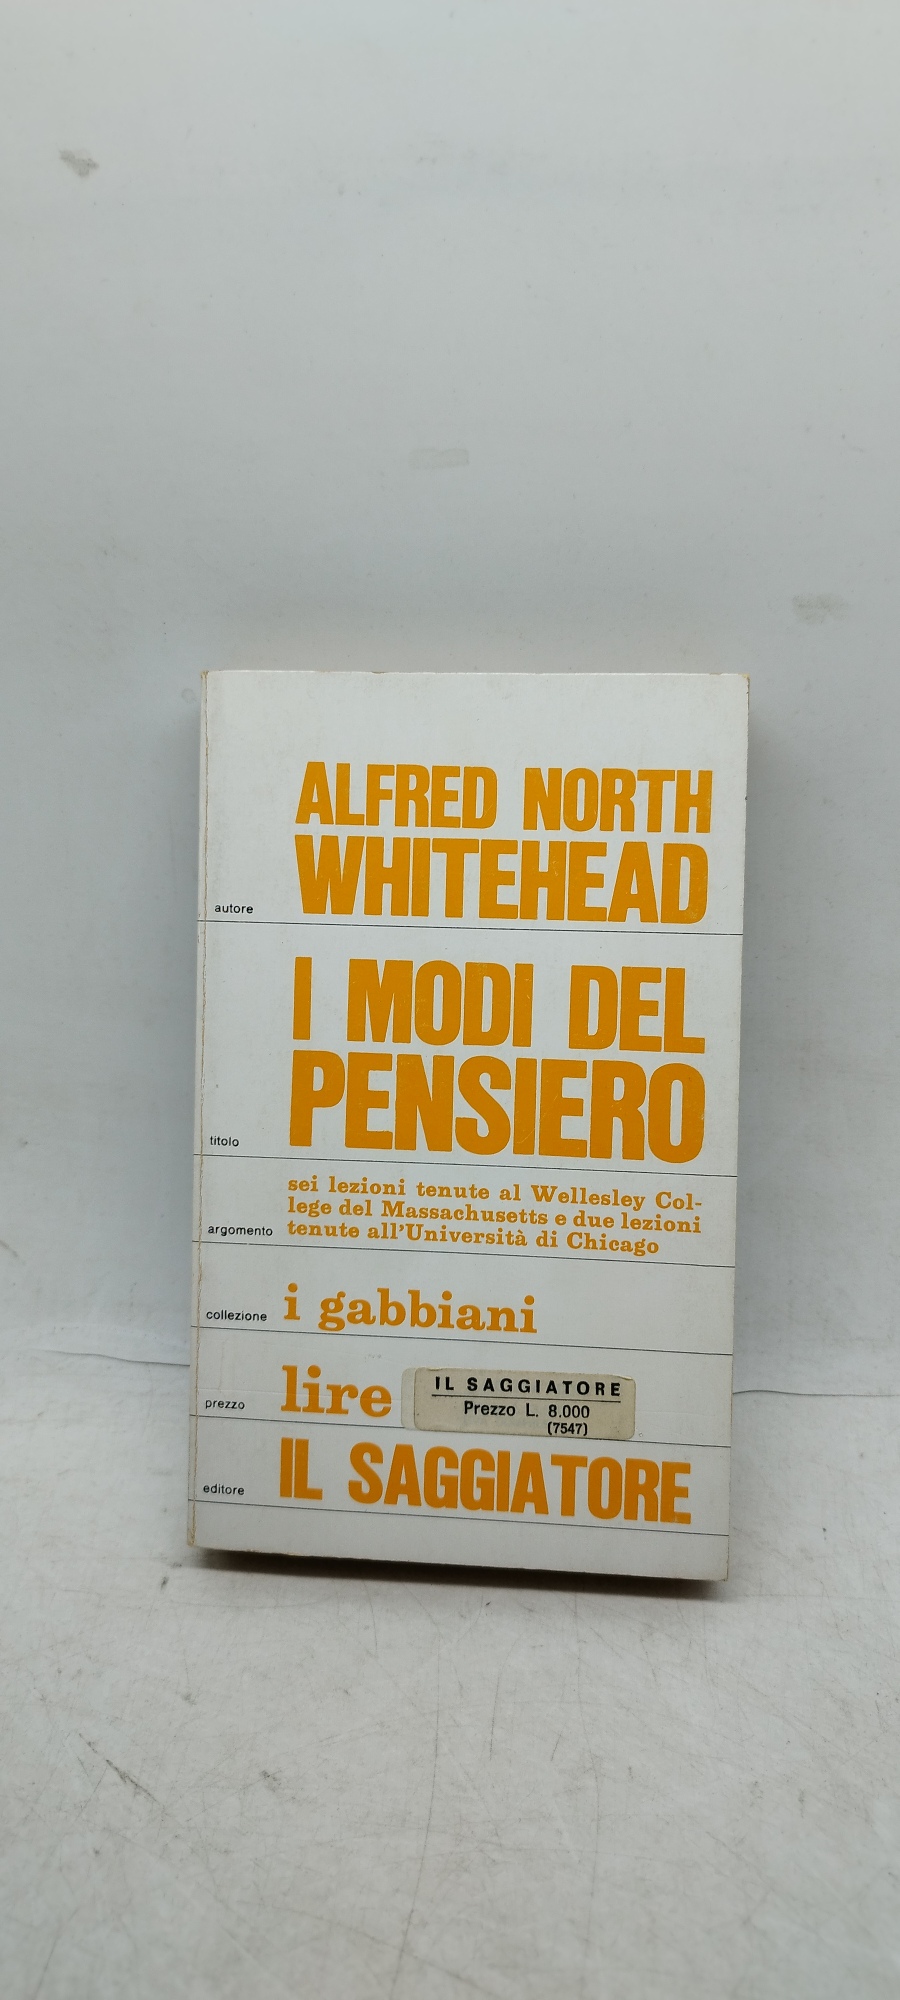 ALFRED NORTH
autore WHITEHEAD
I MODI DEL
titolo PENSIERO
sei lezioni tenute al Wellesley Col-
lege del Massachusetts e due lezioni
argomento tenute all'Università di Chicago
collezione i gabbiani
prezzo lire
IL SAGGIATORE
Prezzo L. 8.000
(7547)
editore IL SAGGIATORE